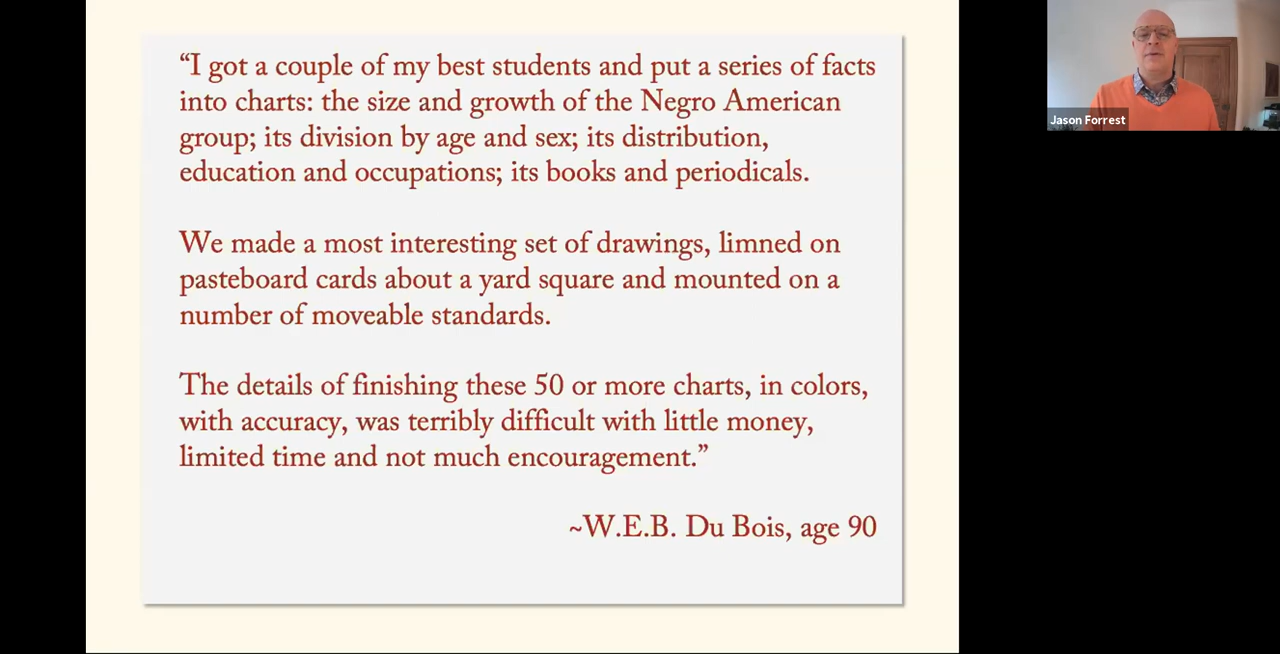 “I got a couple of my best students and put a series of facts
into charts: the size and growth of the Negro American
group; its division by age and sex; its distribution,
education and occupations; its books and periodicals.
We made a most interesting set of drawings, limned on
pasteboard cards about a yard square and mounted on a
number of moveable standards.
The details of finishing these 50 or more charts, in colors,
with accuracy, was terribly difficult with little money,
limited time and not much encouragement.”
~W.E.B. Du Bois, age 90
Jason Forrest